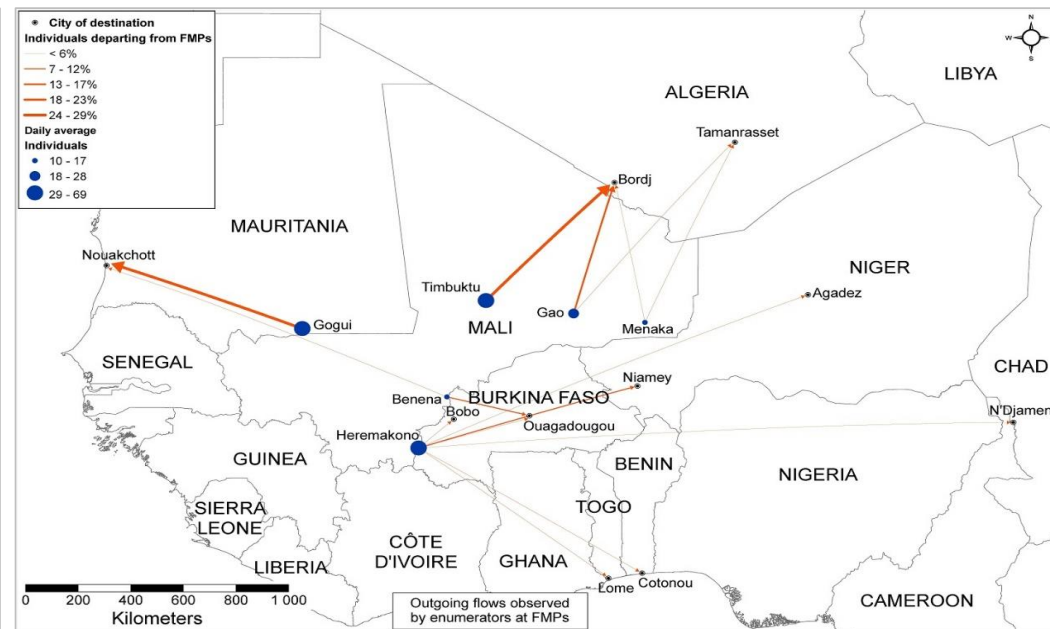 City of destination
Individuals departing from FMPs
< 6%
7 - 12%
13 - 17%
18 - 23%
24 - 29%
Daily average
Individuals
10 - 17
18 - 28
29 - 69
N
W
E
S
LIBYA
ALGERIA
Tamanrasset
Bordj
MAURITANIA
Nouakchott
NIGER
Timbuktu
Agadez
Gogui
Gao
MALI
Menaka
SENEGAL
CHAD
Niamey
Benena
BURKINA FASO
Bobo
N'Djamen
Ouagadougou
Heremakono
GUINEA
BENIN
NIGERIA
SIERRA
LEONE
TOGO
CÔTE
D'IVOIRE
GHANA
LIBERIA
Lome
Cotonou
0 200 400 600 800 1 000
Kilometers
Outgoing flows observed
by enumerators at FMPs
CAMEROON